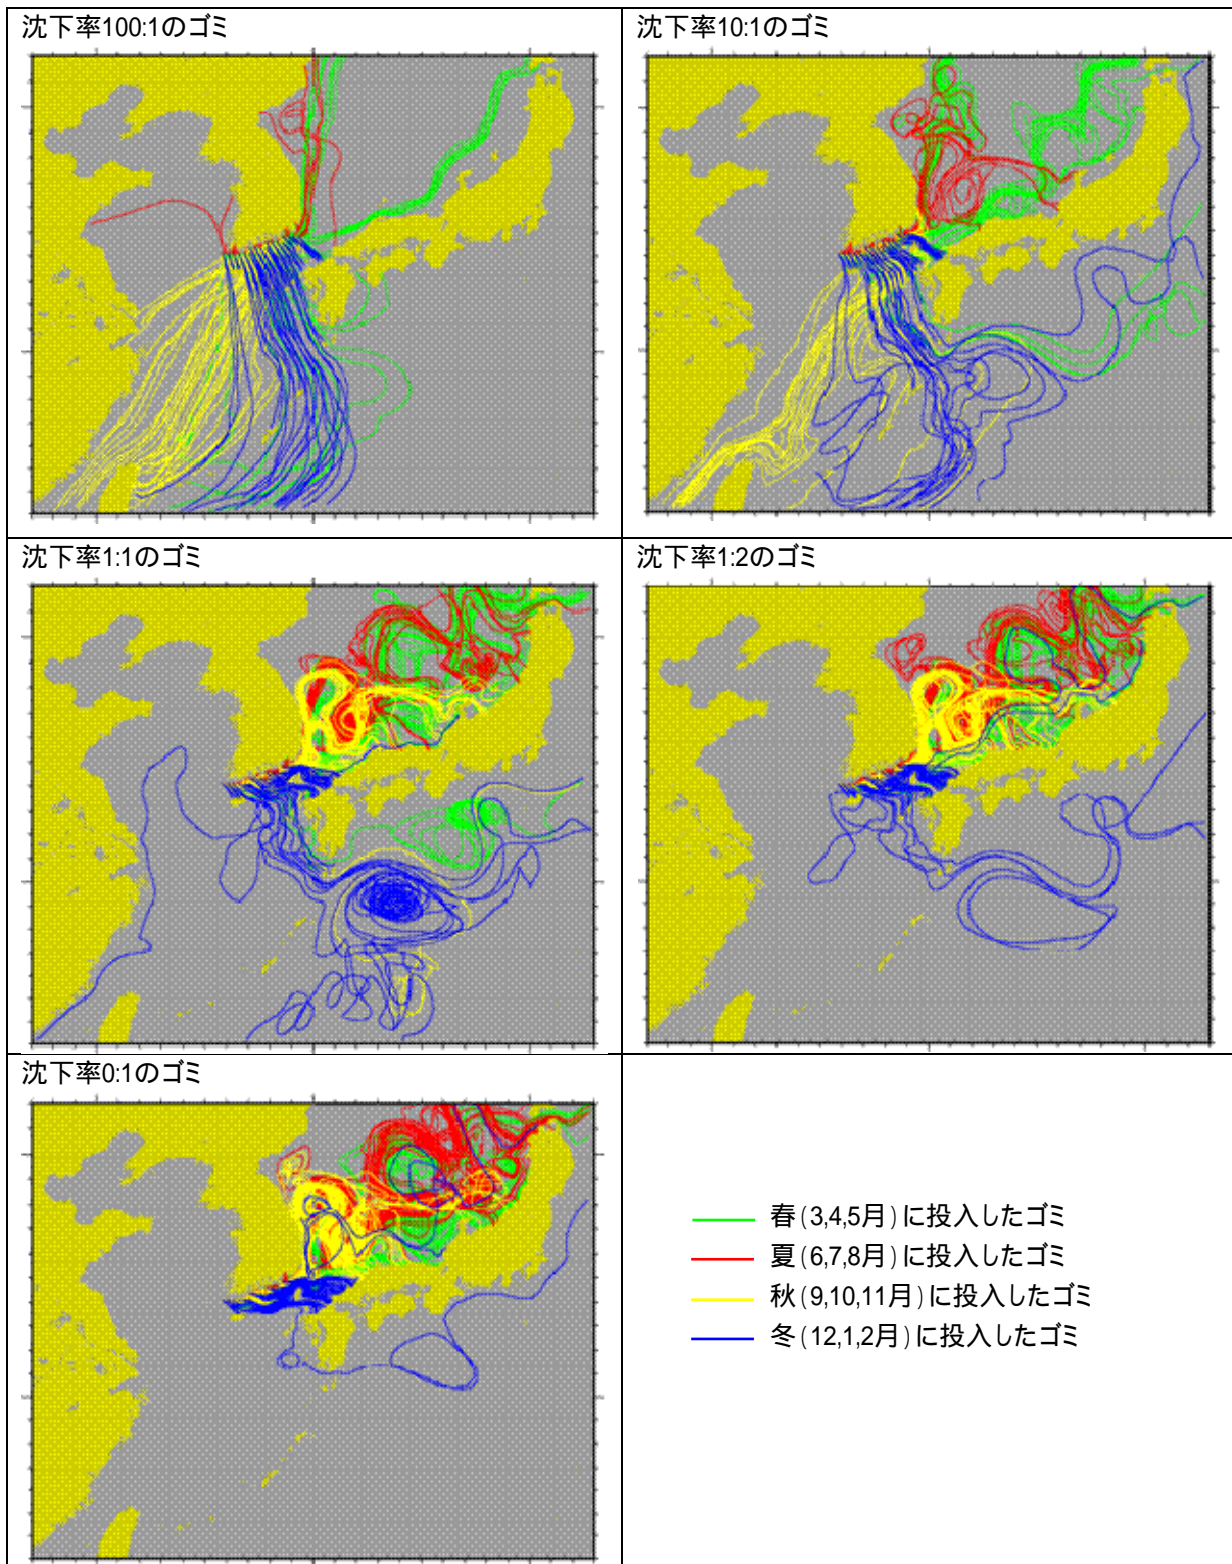 沈下率100:1のゴミ
沈下率10:1のゴミ
沈下率1:1のゴミ
沈下率1:2のゴミ
沈下率0:1のゴミ
春(3,4,5月)に投入したゴミ
夏(6,7,8月)に投入したゴミ
秋(9,10,11月)に投入したゴミ
冬(12,1,2月)に投入したゴミ